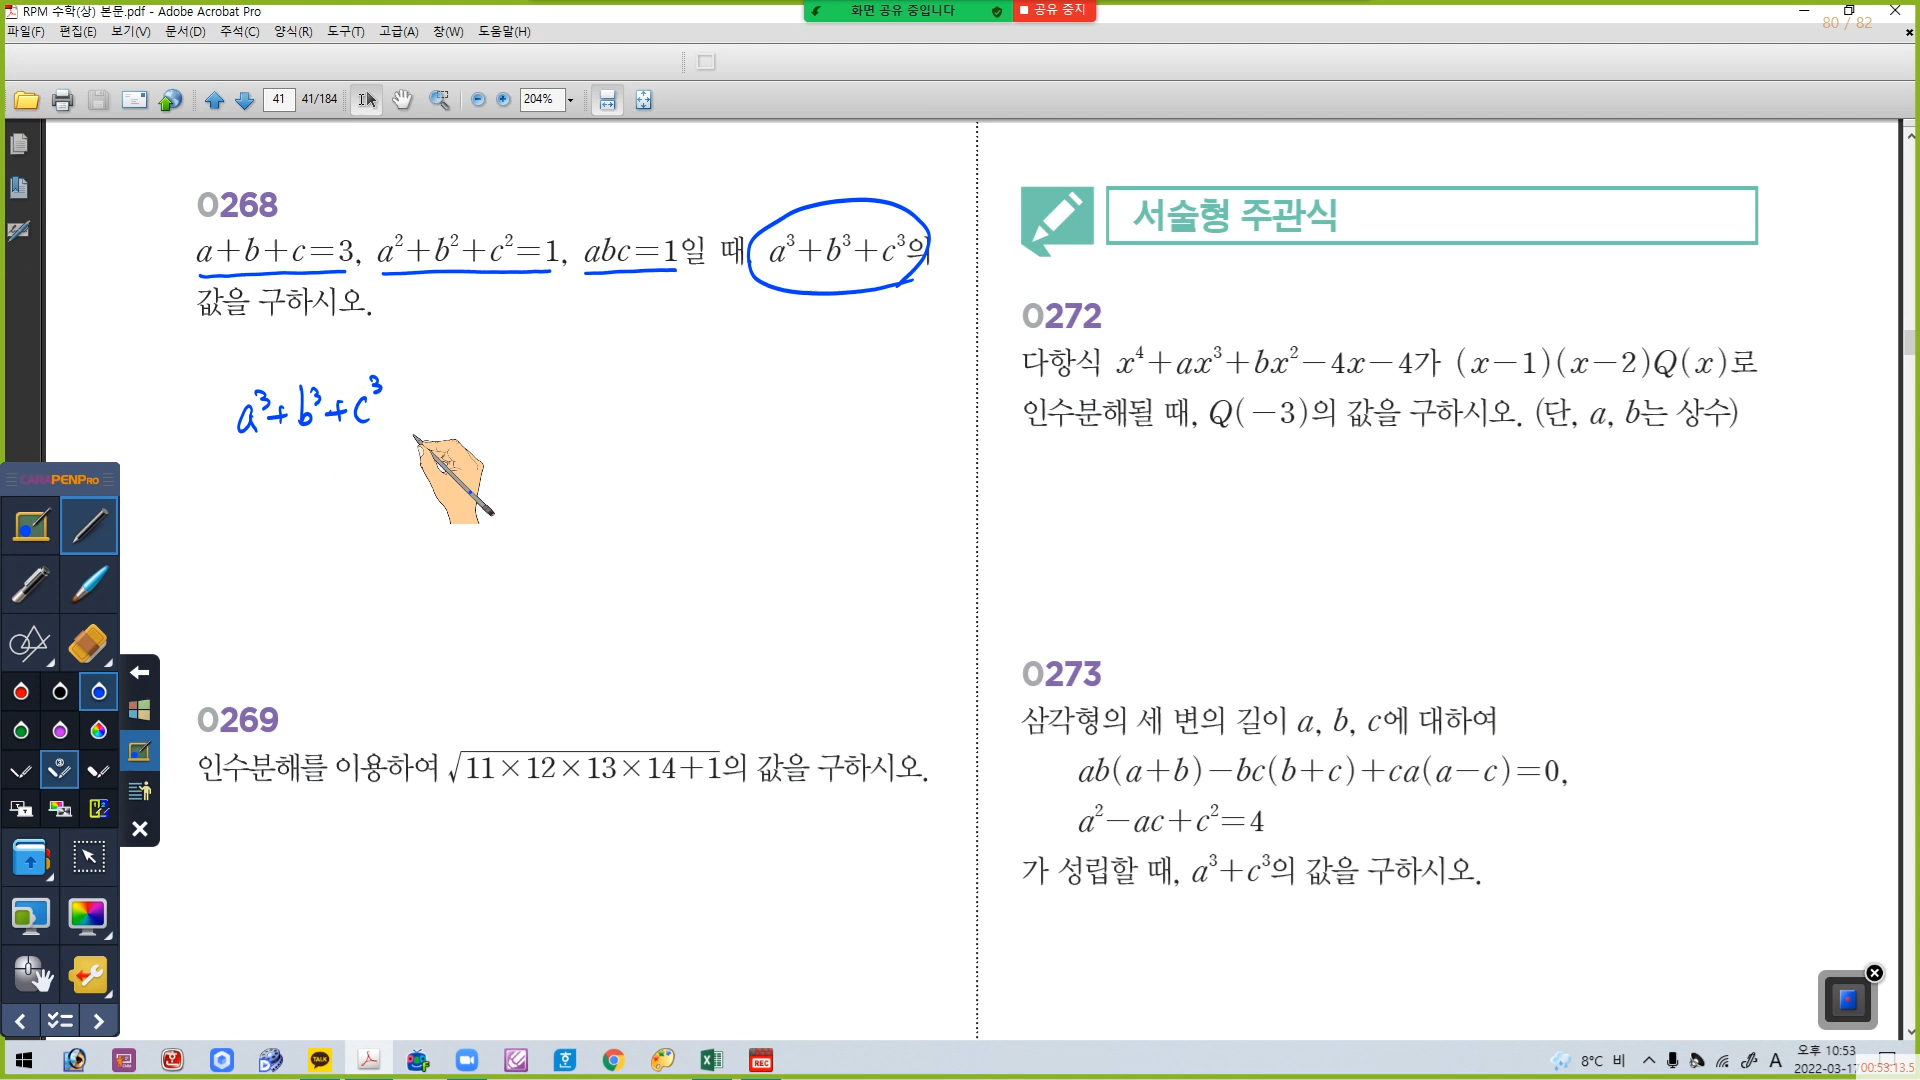 RPM 수학(상) 본문.pdf - Adobe Acrobat Pro
화면 공유 중입니다
공유 중지
80 / 82
파일(F) 편집(E) 보기(V) 문서(D) 주석(C) 양식(R) 도구(T) 고급(A) 창(W) 도움말(H)
41 41/184 204%
0268
a+b+c=3, a²+b²+c²=1, abc=1일 때, a³+b³+c³의
값을 구하시오.
a³+b³+c³
0269
인수분해를 이용하여 √11×12×13×14+1의 값을 구하시오.
서술형 주관식
0272
다항식 x⁴+ax³+bx²-4x-4가 (x-1)(x-2)Q(x)로
인수분해될 때, Q(-3)의 값을 구하시오. (단, a, b는 상수)
0273
삼각형의 세 변의 길이 a, b, c에 대하여
ab(a+b)-bc(b+c)+ca(a-c)=0,
a²-ac+c²=4
가 성립할 때, a³+c³의 값을 구하시오.
CARAPENPRO
TALK
REC
8°C 비
A
오후 10:53
2022-03-17
00:53:13.5